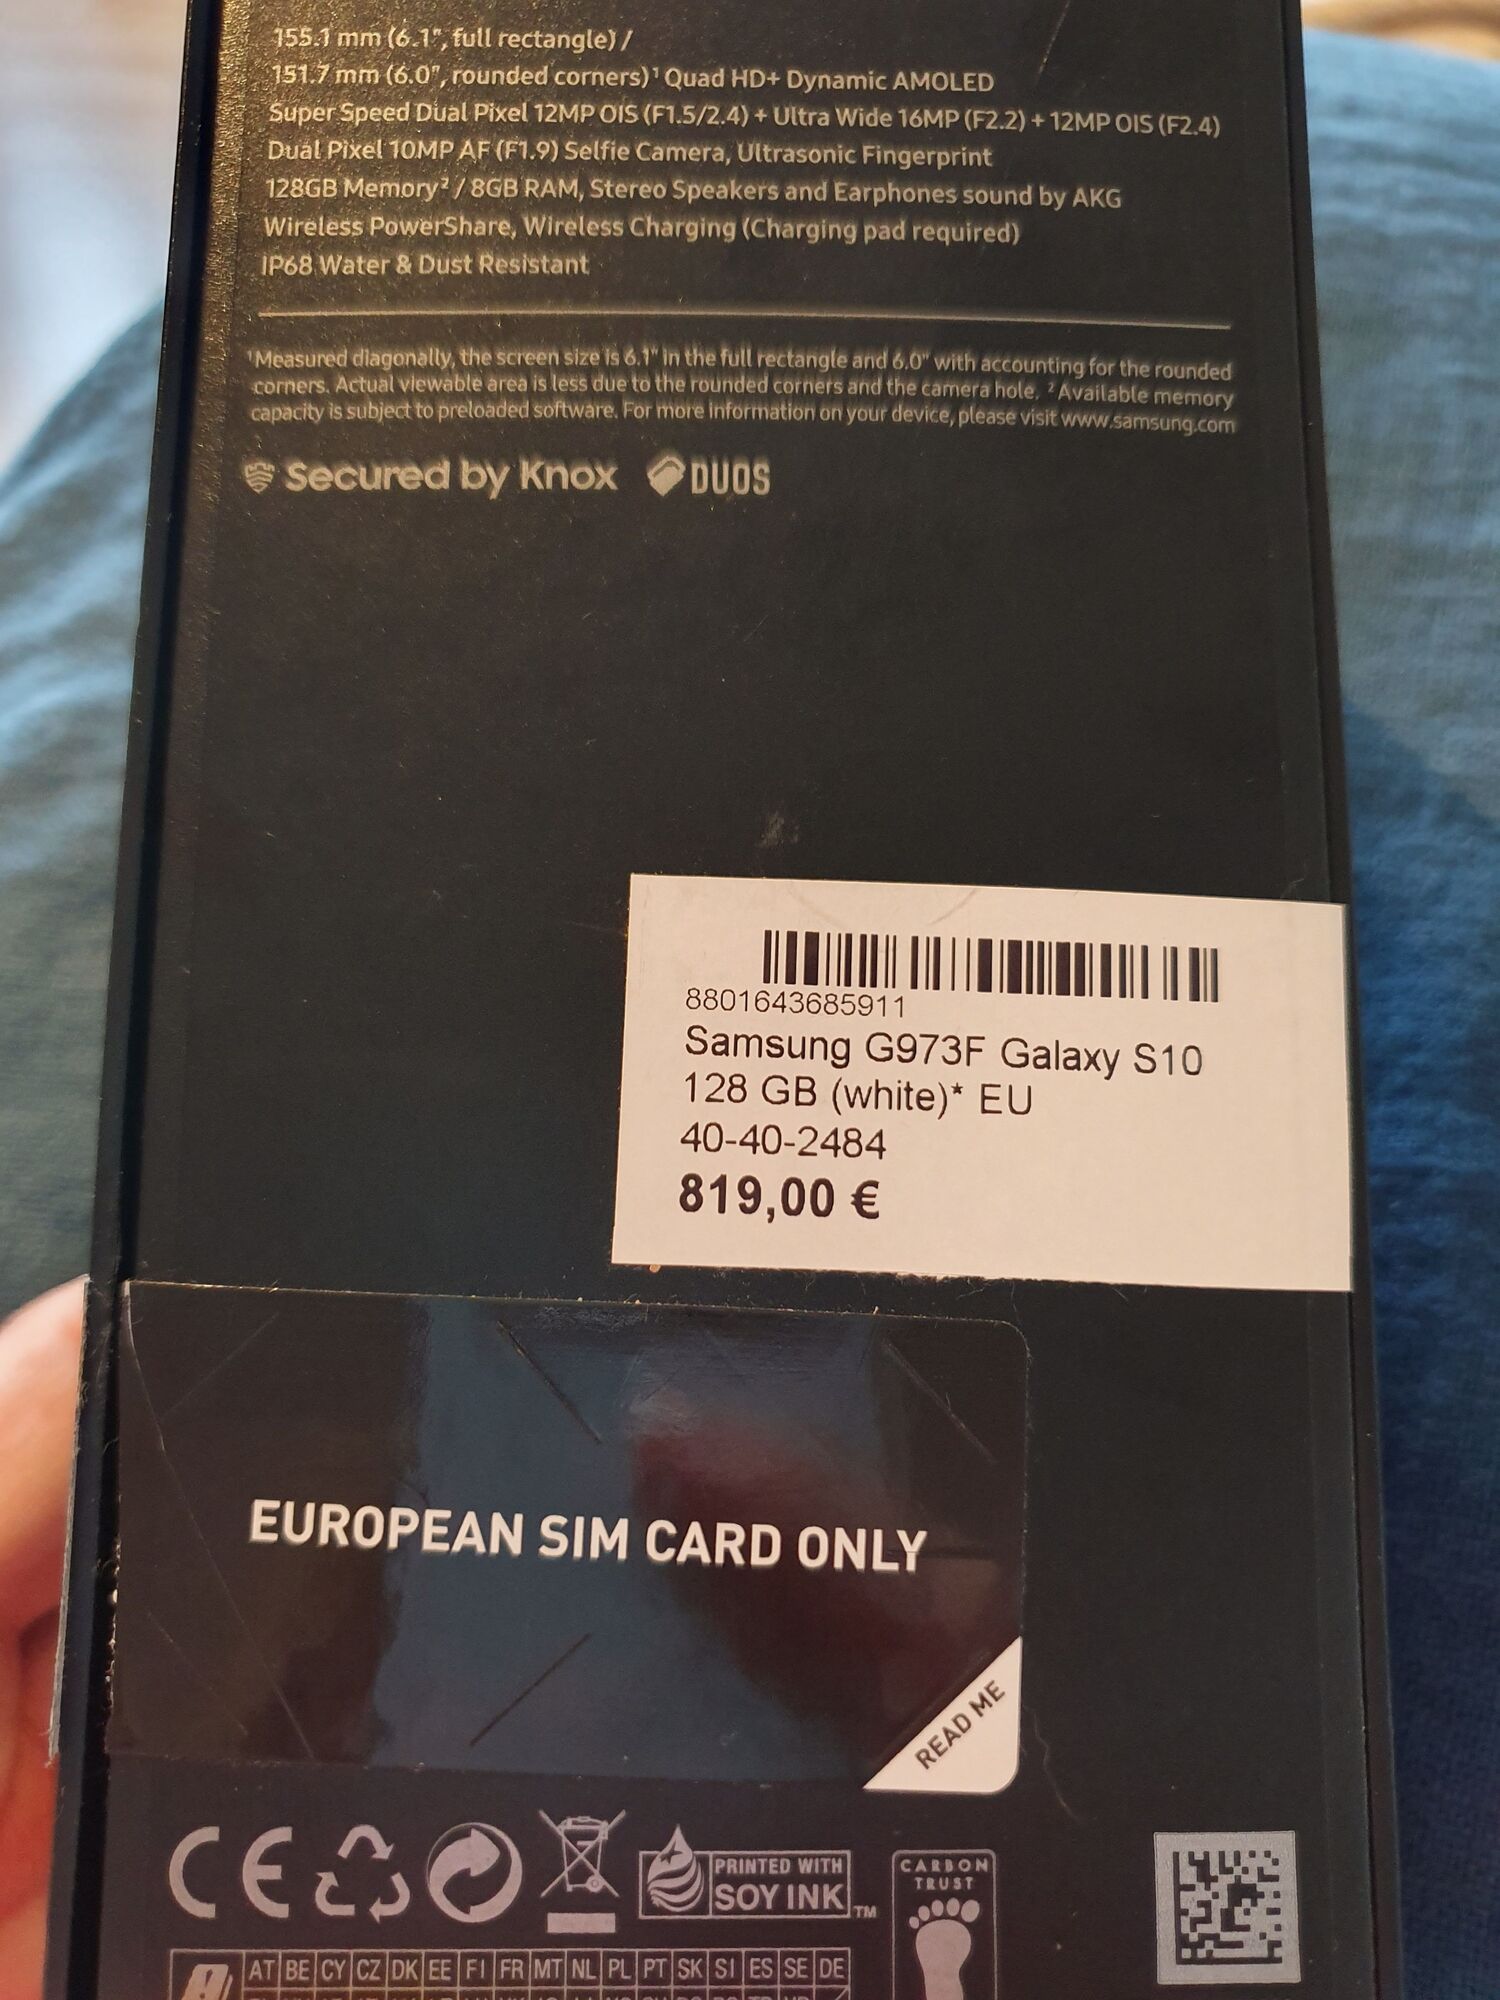 155.1 mm (6.1", full rectangle) /
151.7 mm (6.0", rounded corners)¹ Quad HD+ Dynamic AMOLED
Super Speed Dual Pixel 12MP OIS (F1.5/2.4) + Ultra Wide 16MP (F2.2) + 12MP OIS (F2.4)
Dual Pixel 10MP AF (F1.9) Selfie Camera, Ultrasonic Fingerprint
128GB Memory² / 8GB RAM, Stereo Speakers and Earphones sound by AKG
Wireless PowerShare, Wireless Charging (Charging pad required)
IP68 Water & Dust Resistant
¹Measured diagonally, the screen size is 6.1" in the full rectangle and 6.0" with accounting for the rounded
corners. Actual viewable area is less due to the rounded corners and the camera hole. ² Available memory
capacity is subject to preloaded software. For more information on your device, please visit www.samsung.com
Secured by Knox DUOS
8801643685911
Samsung G973F Galaxy S10
128 GB (white)* EU
40-40-2484
819,00 €
EUROPEAN SIM CARD ONLY
READ ME
CE
PRINTED WITH
SOY INK TM
CARBON
TRUST
AT BE CY CZ DK EE FI FR MT NL PL PT SK SI ES SE DE